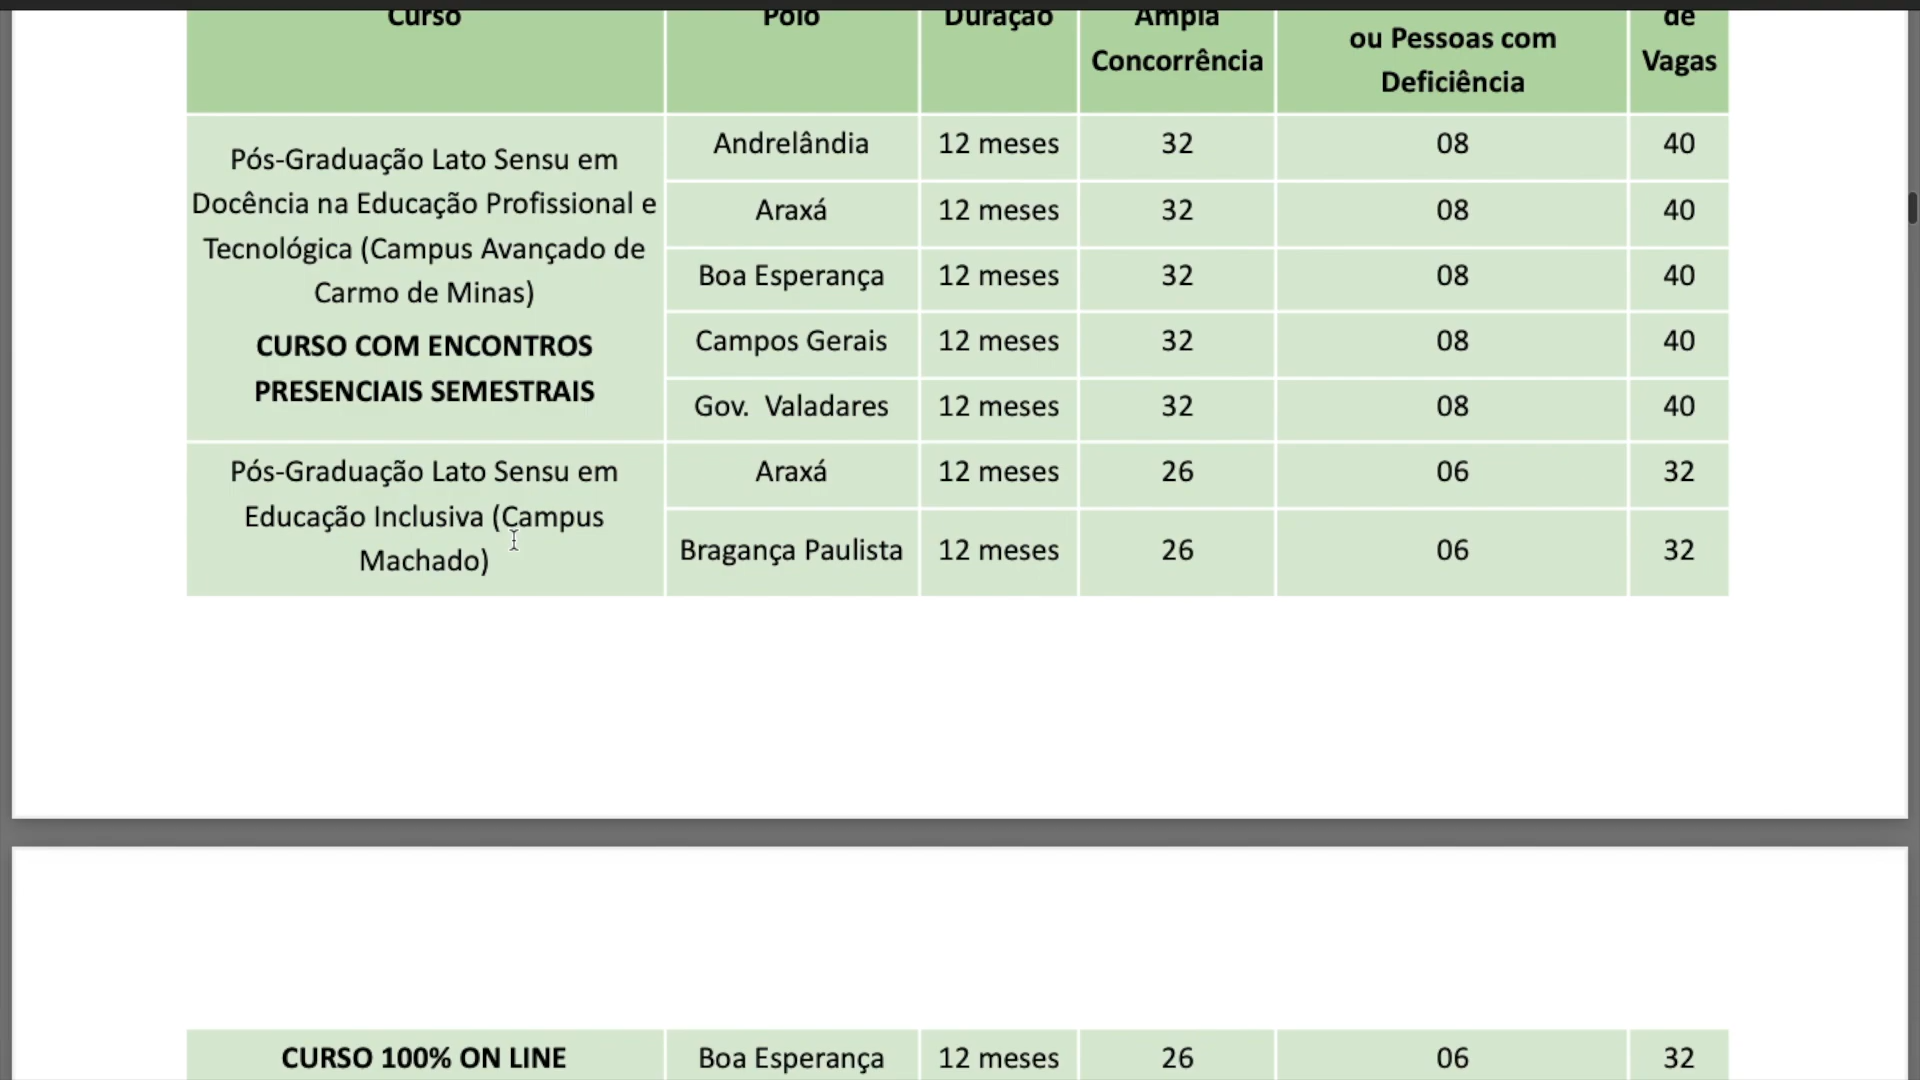 Curso
Polo
Duração
Ampla
Concorrência
ou Pessoas com
Deficiência
de
Vagas
Pós-Graduação Lato Sensu em
Docência na Educação Profissional e
Tecnológica (Campus Avançado de
Carmo de Minas)
CURSO COM ENCONTROS
PRESENCIAIS SEMESTRAIS
Andrelândia 12 meses 32 08 40
Araxá 12 meses 32 08 40
Boa Esperança 12 meses 32 08 40
Campos Gerais 12 meses 32 08 40
Gov. Valadares 12 meses 32 08 40
Pós-Graduação Lato Sensu em
Educação Inclusiva (Campus
Machado)
Araxá 12 meses 26 06 32
Bragança Paulista 12 meses 26 06 32
CURSO 100% ON LINE Boa Esperança 12 meses 26 06 32